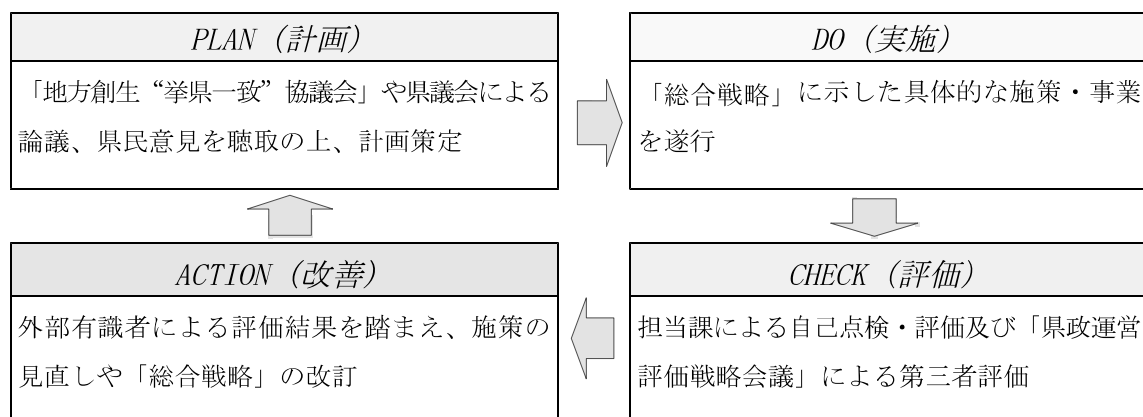 PLAN（計画）
「地方創生“挙県一致”協議会」や県議会による
論議、県民意見を聴取の上、計画策定
DO（実施）
「総合戦略」に示した具体的な施策・事業
を遂行
ACTION（改善）
外部有識者による評価結果を踏まえ、施策の
見直しや「総合戦略」の改訂
CHECK（評価）
担当課による自己点検・評価及び「県政運営
評価戦略会議」による第三者評価